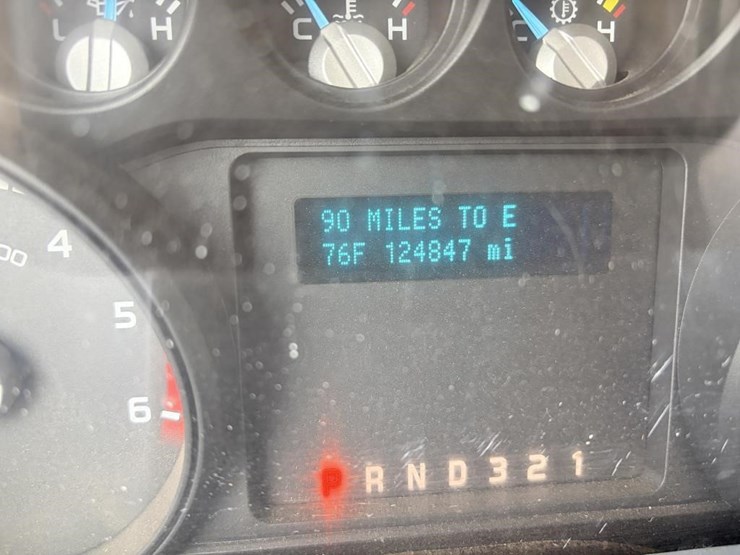 L H
C H
C H
90 MILES TO E
76F 124847 mi
4
5
6
P R N D 3 2 1